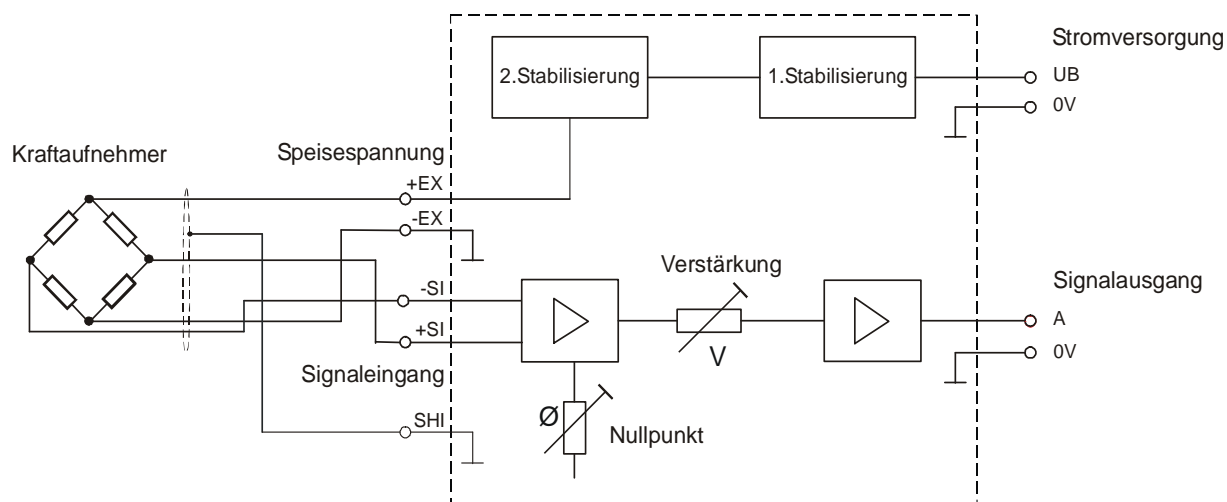 Stromversorgung
2.Stabilisierung
1.Stabilisierung
UB
0V
Kraftaufnehmer
Speisespannung
+EX
-EX
Verstärkung
Signalausgang
-SI
A
+SI
V
0V
Signaleingang
SHI
Ø
Nullpunkt